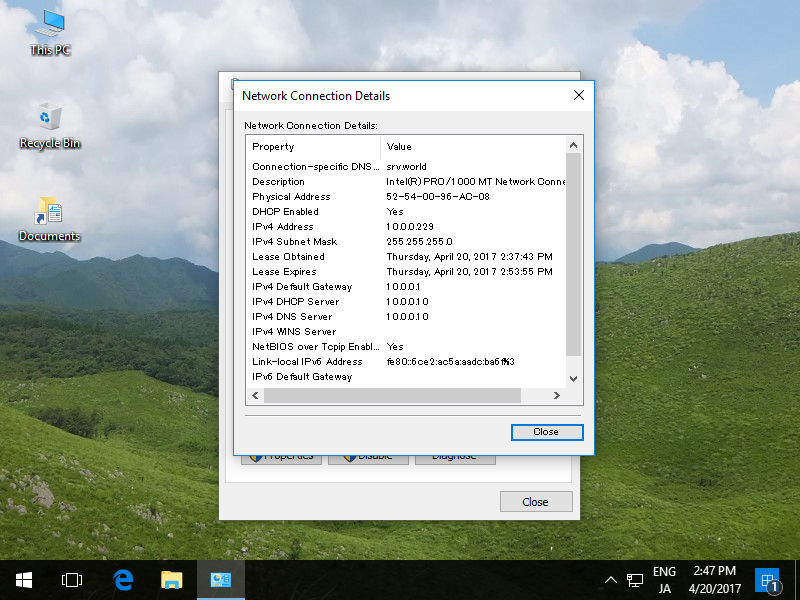 This PC
Recycle Bin
Documents
Network Connection Details
Network Connection Details:
Property Value
Connection-specific DNS... srv.world
Description Intel(R) PRO/1000 MT Network Conne
Physical Address 52-54-00-96-AC-08
DHCP Enabled Yes
IPv4 Address 10.0.0.229
IPv4 Subnet Mask 255.255.255.0
Lease Obtained Thursday, April 20, 2017 2:37:43 PM
Lease Expires Thursday, April 20, 2017 2:53:55 PM
IPv4 Default Gateway 10.0.0.1
IPv4 DHCP Server 10.0.0.10
IPv4 DNS Server 10.0.0.10
IPv4 WINS Server
NetBIOS over Tcpip Enabl... Yes
Link-local IPv6 Address fe80::6ce2:ac5a:aadc:ba6f%3
IPv6 Default Gateway
Close
Properties Disable Diagnose
Close
ENG
JA
2:47 PM
4/20/2017
1